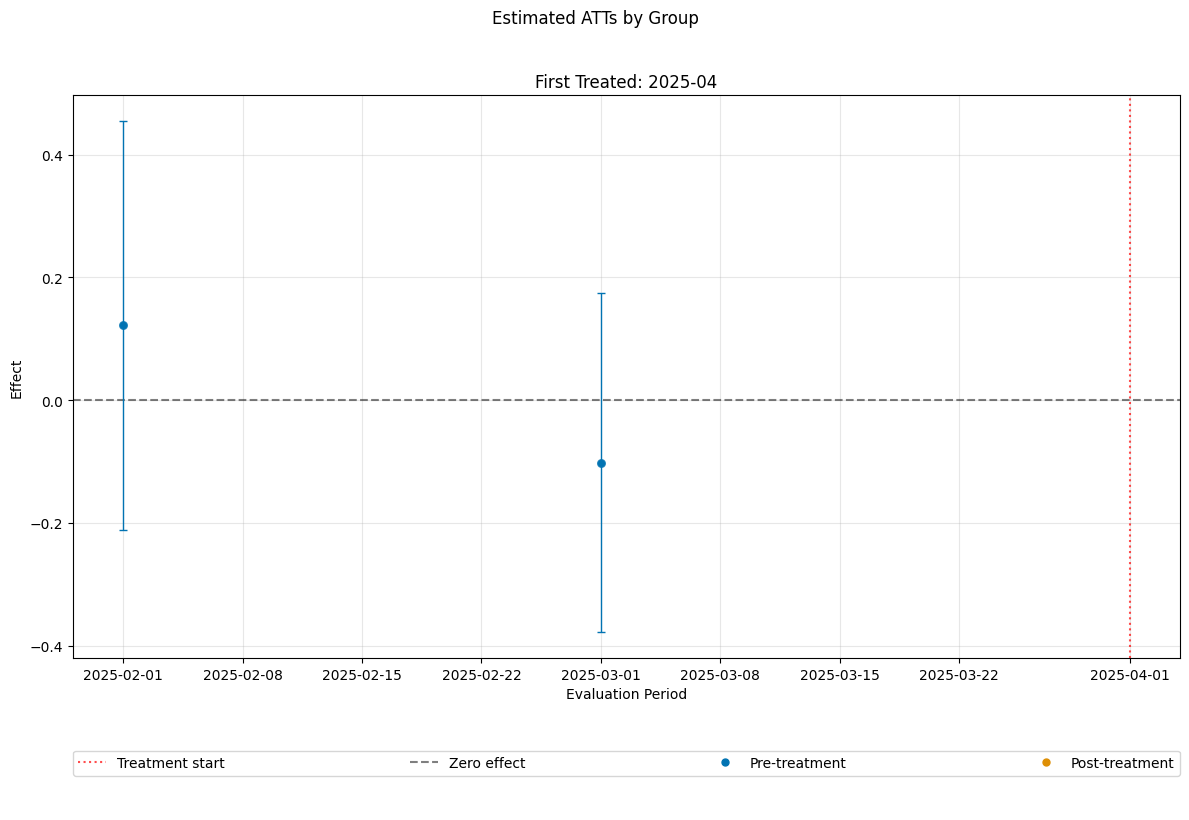 Estimated ATTs by Group
First Treated: 2025-04
Effect
0.4
0.2
0.0
−0.2
−0.4
2025-02-01 2025-02-08 2025-02-15 2025-02-22 2025-03-01 2025-03-08 2025-03-15 2025-03-22 2025-04-01
Evaluation Period
Treatment start Zero effect Pre-treatment Post-treatment